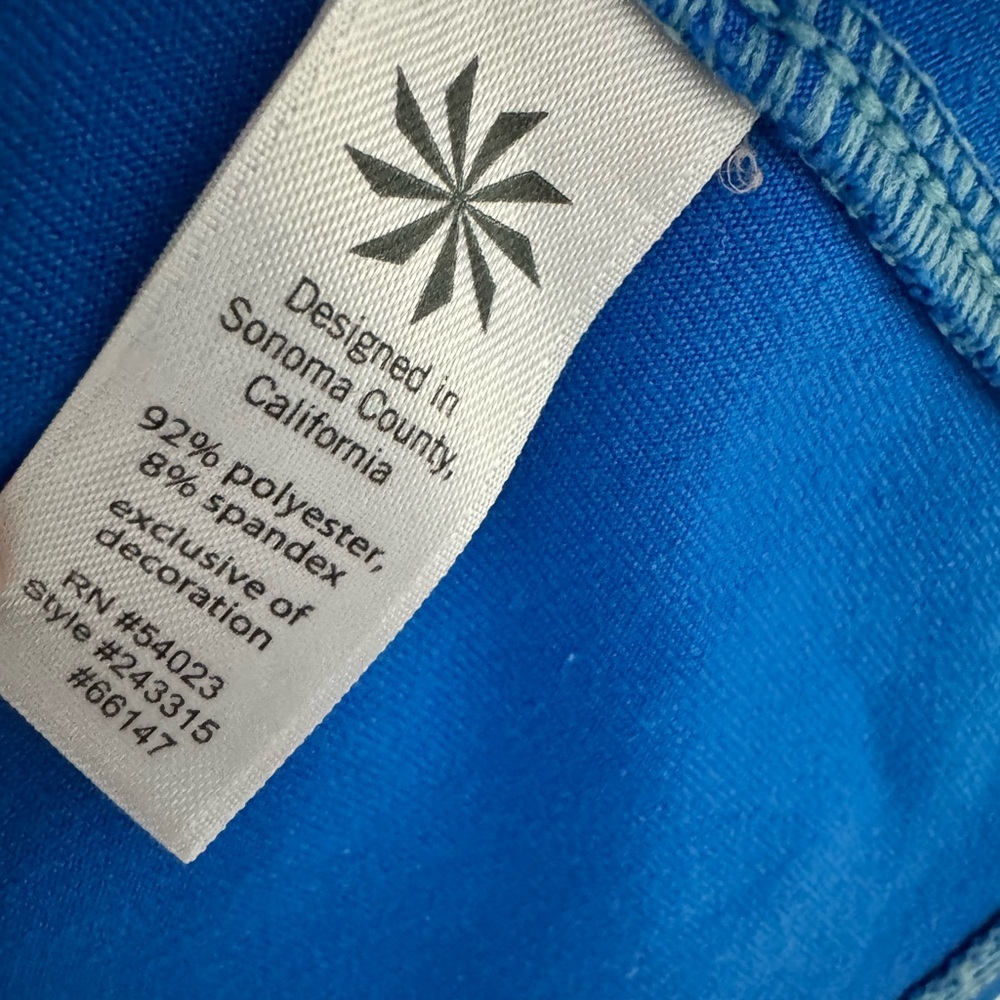 Designed in
Sonoma County,
California
92% polyester,
8% spandex
exclusive of
decoration
RN #54023
Style #243315
#66147